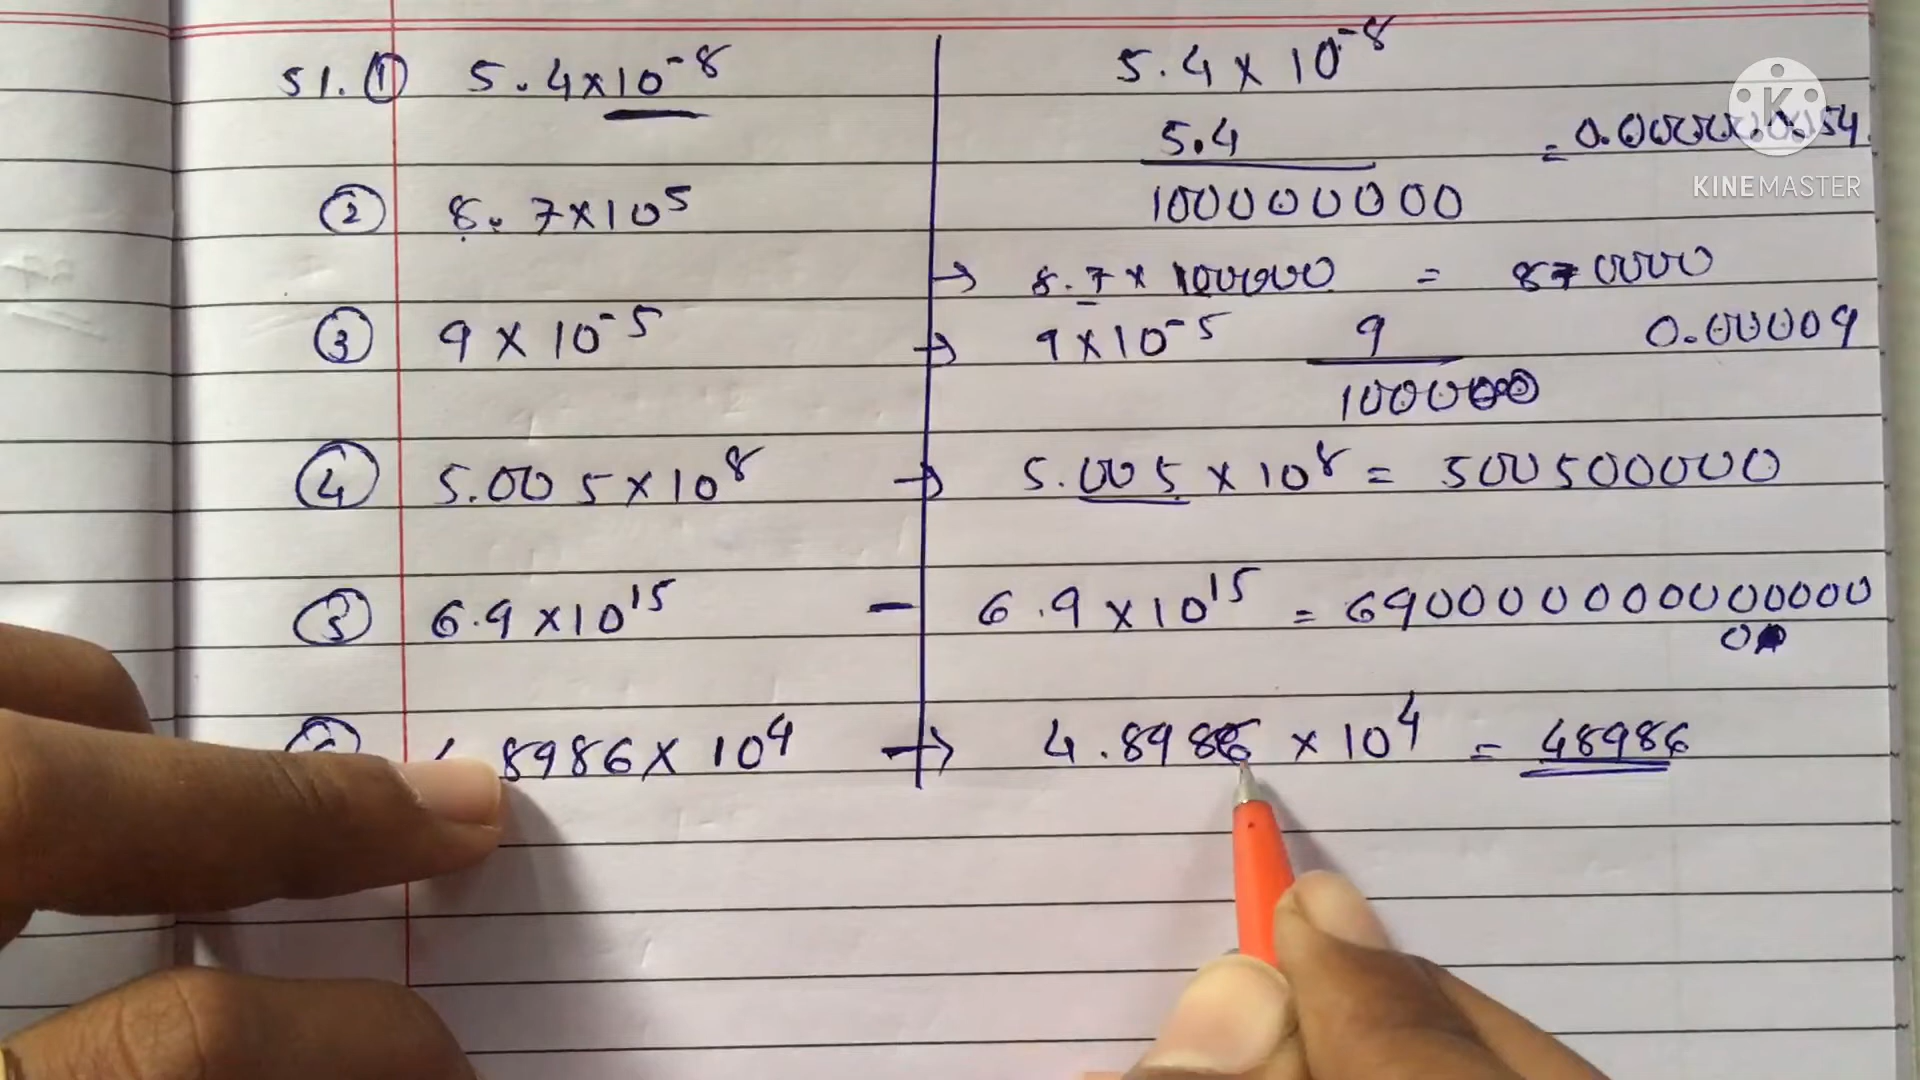 51. ① 5.4×10⁻⁸
5.4 × 10⁻⁸
5.4
100000000
KINEMASTER
② 8.7×10⁵
→ 8.7 × 100000 = 870000
③ 9 × 10⁻⁵
→ 9×10⁻⁵ 9 0.00009
④ 5.005×10⁸
→ 5.005 × 10⁸ = 500500000
⑤ 6.9×10¹⁵
- 6.9×10¹⁵
8986× 10⁴
→ 4.8986 × 10⁴ = 48986